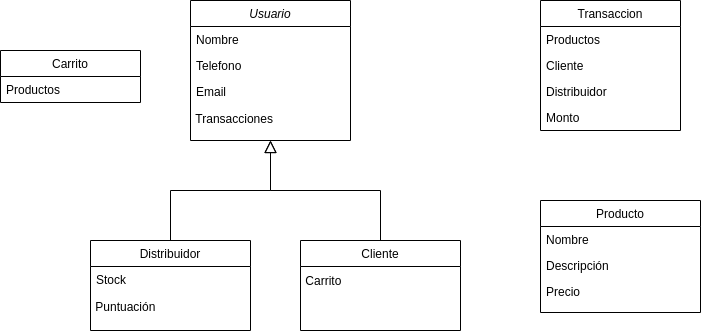 Usuario
Nombre
Telefono
Email
Transacciones
Transaccion
Productos
Cliente
Distribuidor
Monto
Carrito
Productos
Producto
Nombre
Descripción
Precio
Distribuidor
Stock
Puntuación
Cliente
Carrito